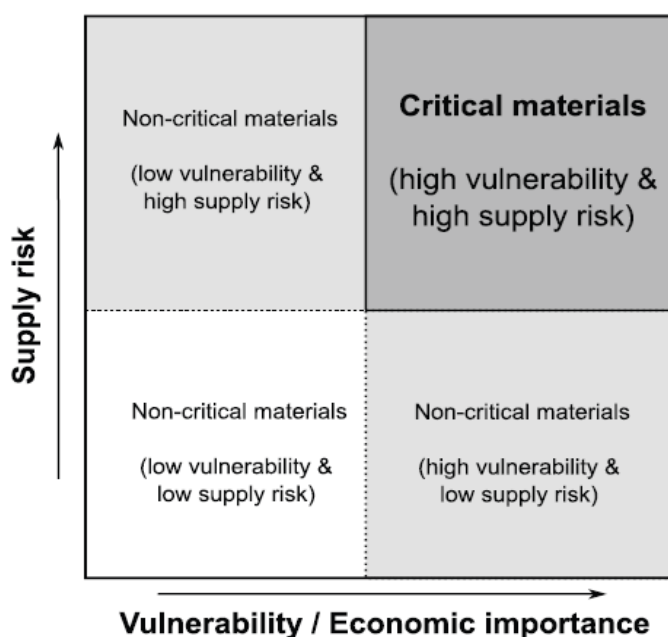 Non-critical materials
(low vulnerability &
high supply risk)
Critical materials
(high vulnerability &
high supply risk)
Supply risk
Non-critical materials
(low vulnerability &
low supply risk)
Non-critical materials
(high vulnerability &
low supply risk)
Vulnerability / Economic importance